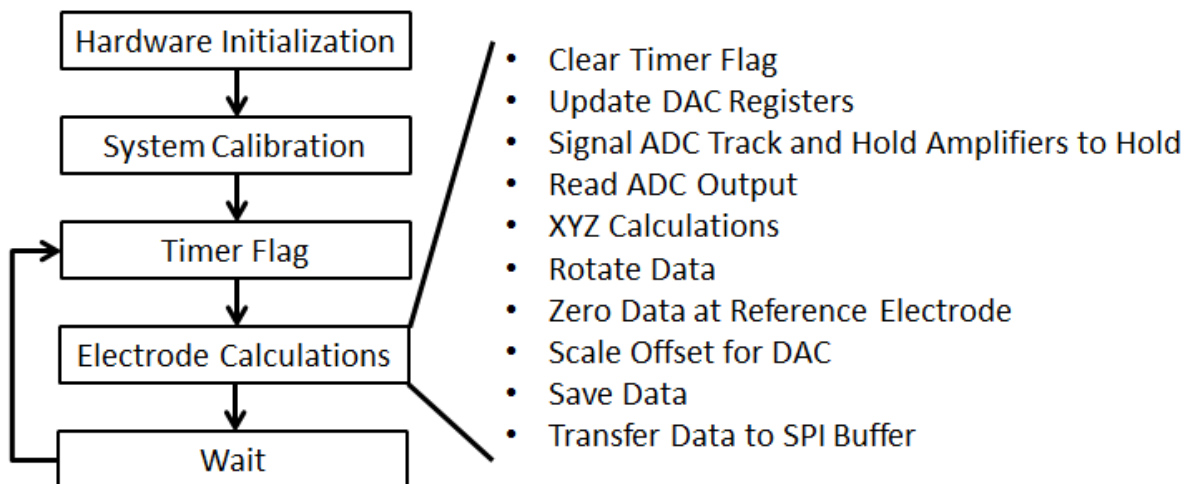 Hardware Initialization
System Calibration
Timer Flag
Electrode Calculations
Wait
• Clear Timer Flag
• Update DAC Registers
• Signal ADC Track and Hold Amplifiers to Hold
• Read ADC Output
• XYZ Calculations
• Rotate Data
• Zero Data at Reference Electrode
• Scale Offset for DAC
• Save Data
• Transfer Data to SPI Buffer